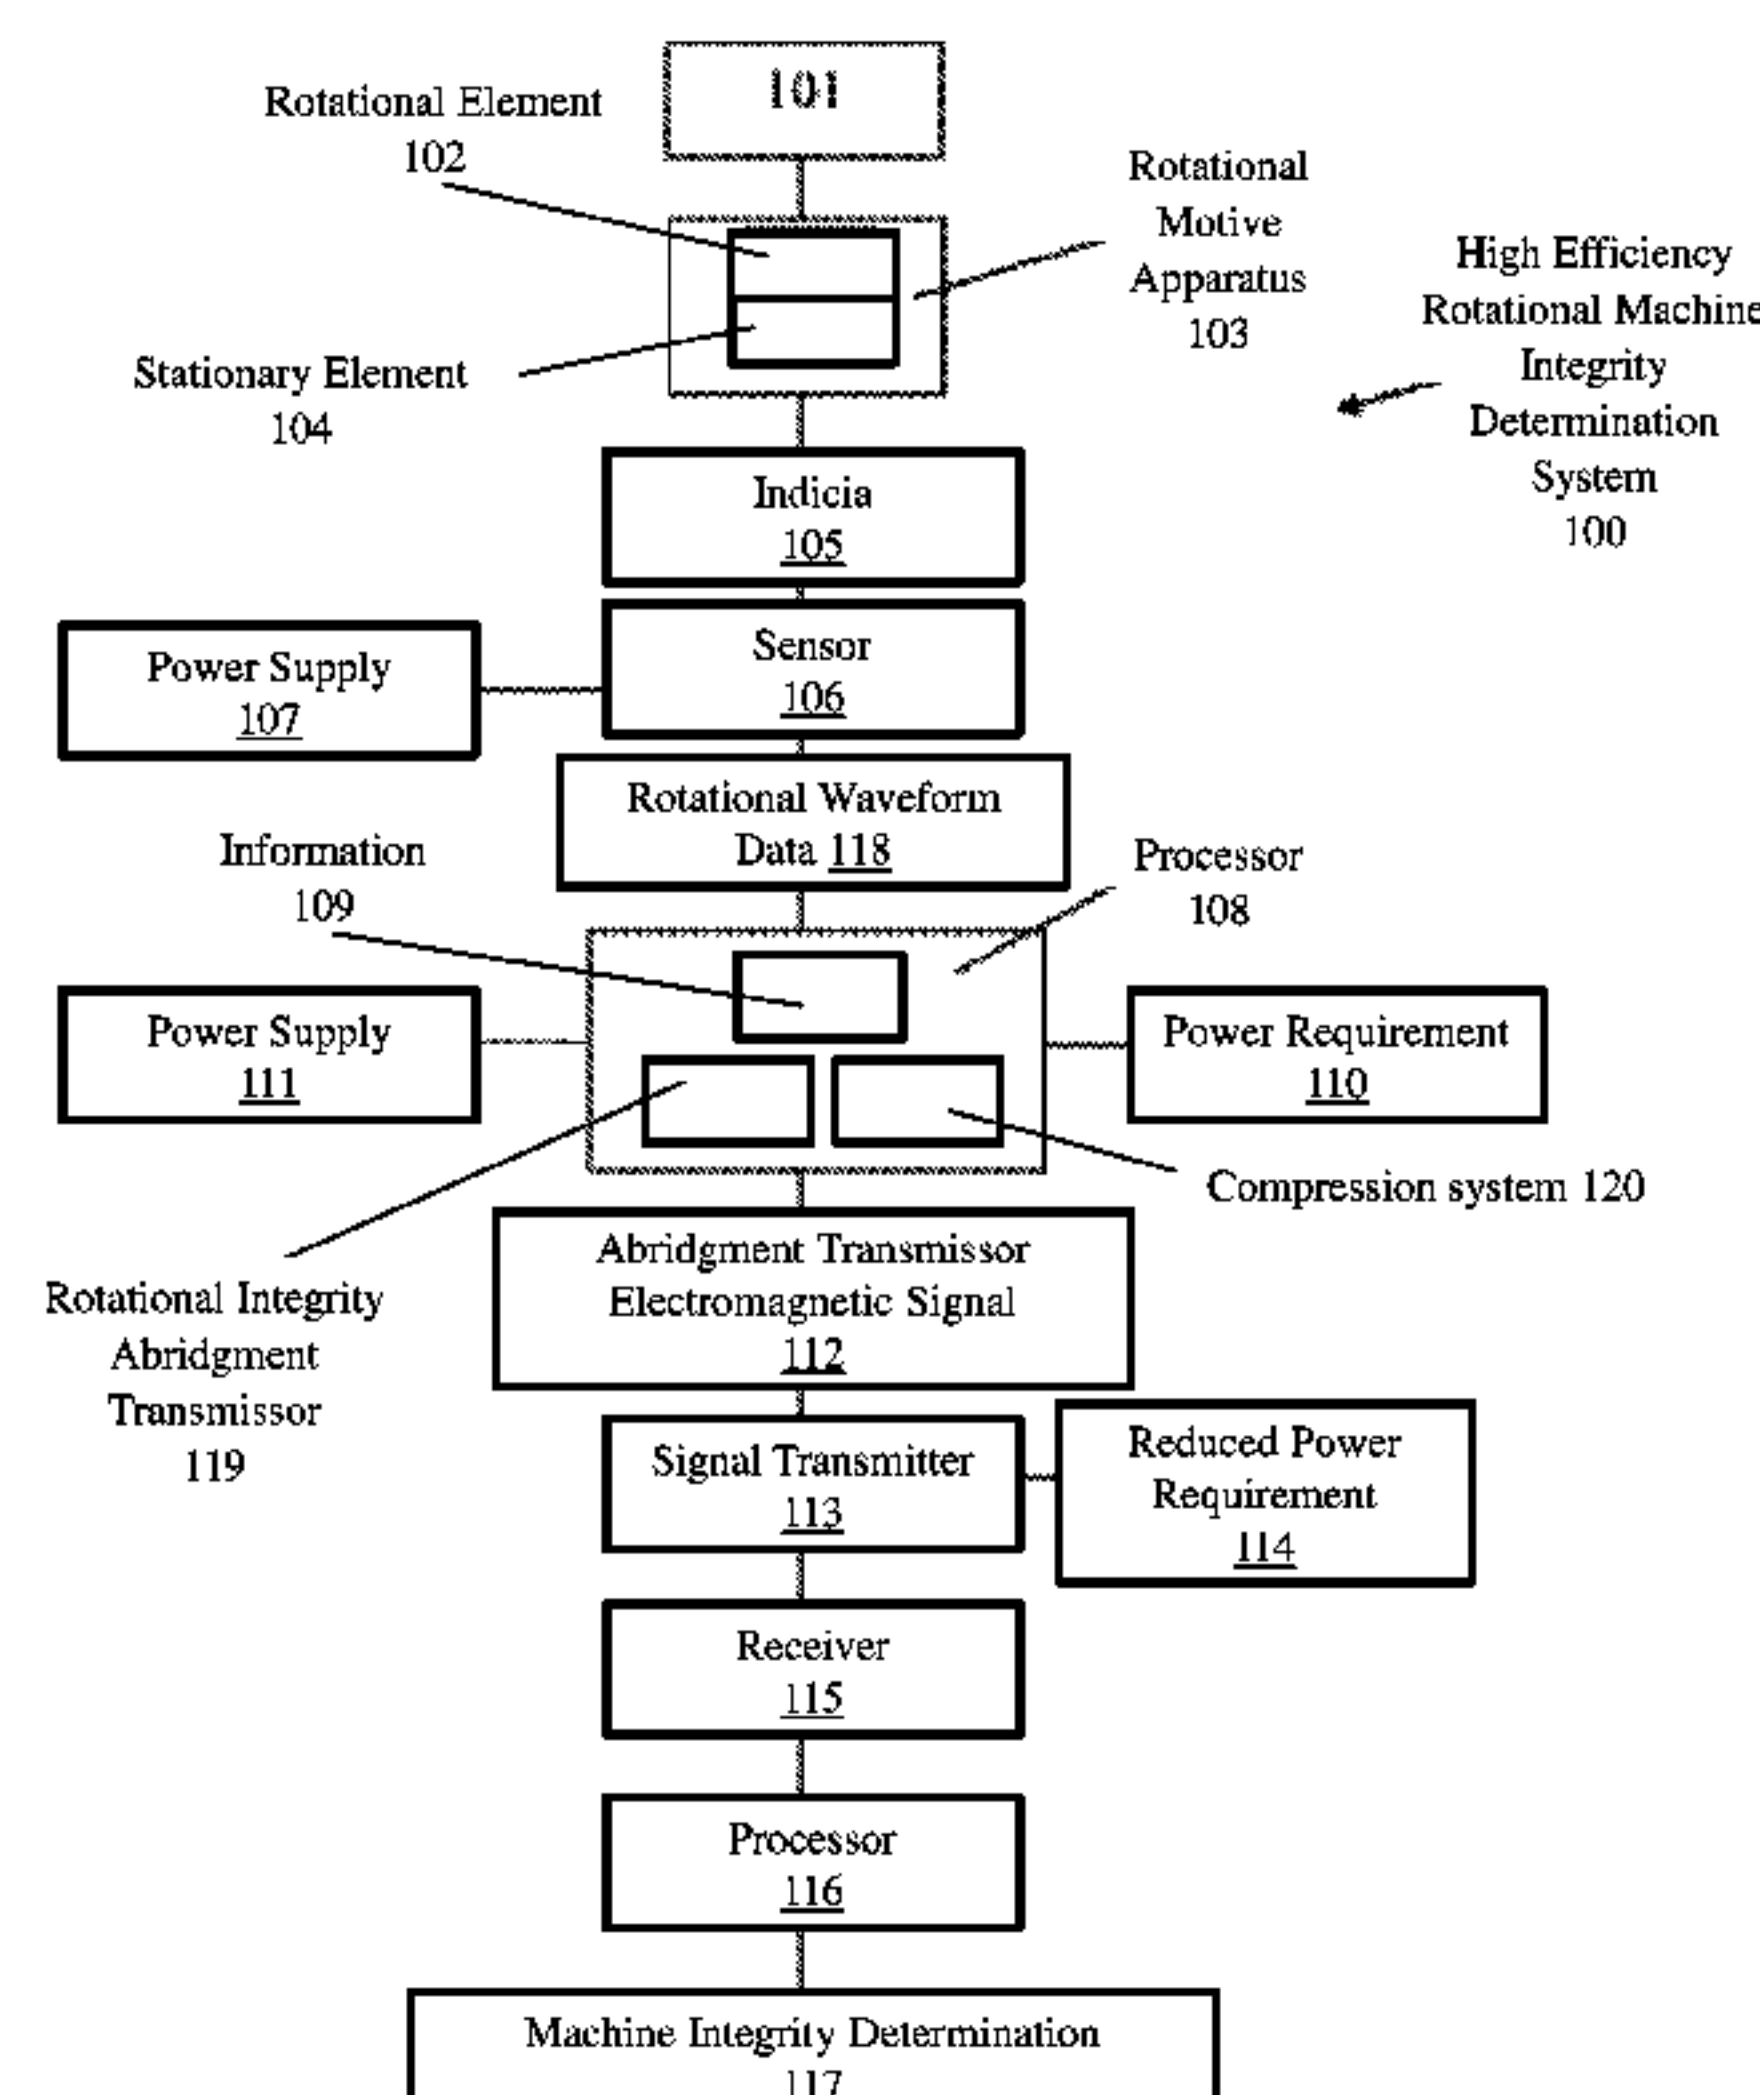 101
Rotational Element
102
Rotational
Motive
Apparatus
103
High Efficiency
Rotational Machine
Integrity
Determination
System
100
Stationary Element
104
Indicia
105
Sensor
106
Power Supply
107
Rotational Waveform
Data 118
Information
109
Processor
108
Power Supply
111
Power Requirement
110
Compression system 120
Abridgment Transmissor
Electromagnetic Signal
112
Rotational Integrity
Abridgment
Transmissor
119
Signal Transmitter
113
Reduced Power
Requirement
114
Receiver
115
Processor
116
Machine Integrity Determination
117